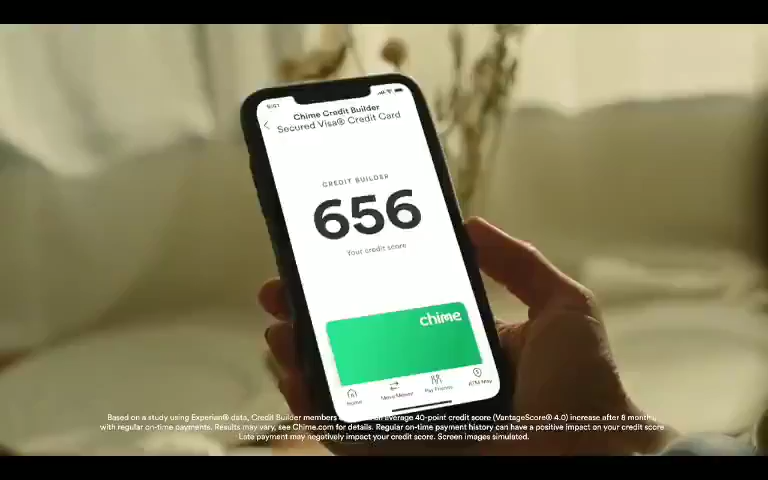 9:01
Chime Credit Builder
Secured Visa® Credit Card
CREDIT BUILDER
656
Your credit score
chime
Home
Move Money
Pay Friends
ATM Map
Based on a study using Experian® data, Credit Builder members average 40-point credit score (VantageScore® 4.0) increase after 8 months
with regular on-time payments. Results may vary, see Chime.com for details. Regular on-time payment history can have a positive impact on your credit score.
Late payment may negatively impact your credit score. Screen images simulated.